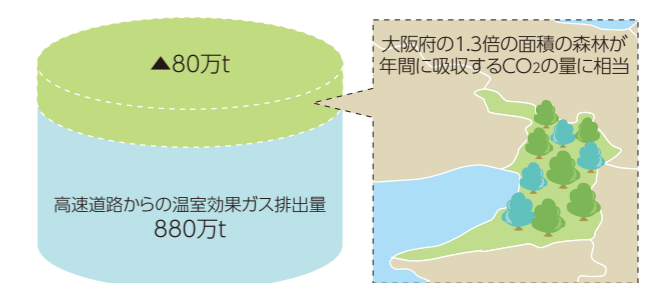 ▲80万t
高速道路からの温室効果ガス排出量
880万t
大阪府の1.3倍の面積の森林が
年間に吸収するCO2の量に相当